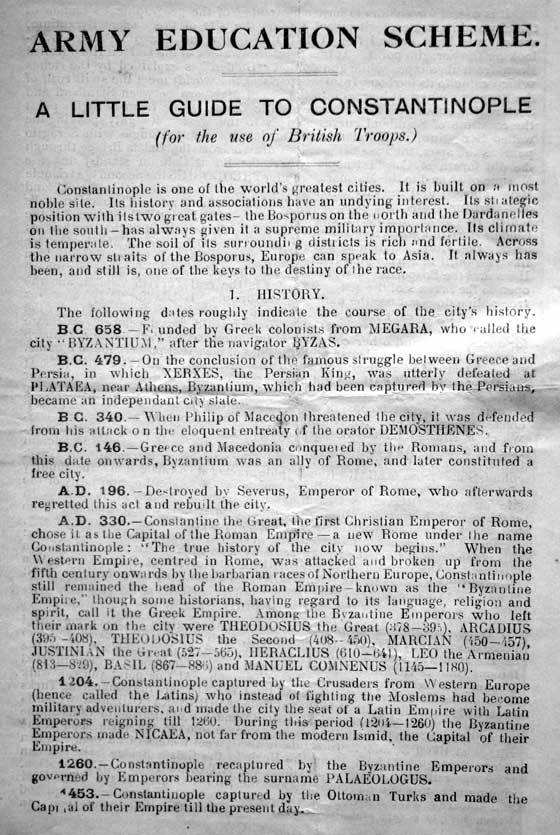 ARMY EDUCATION SCHEME.
A LITTLE GUIDE TO CONSTANTINOPLE
(for the use of British Troops.)
Constantinople is one of the world's greatest cities. It is built on a most
noble site. Its history and associations have an undying interest. Its strategic
position with its two great gates—the Bosporus on the north and the Dardanelles
on the south—has always given it a supreme military importance. Its climate
is temperate. The soil of its surrounding districts is rich and fertile. Across
the narrow straits of the Bosporus, Europe can speak to Asia. It always has
been, and still is, one of the keys to the destiny of the race.
1. HISTORY.
The following dates roughly indicate the course of the city's history.
B.C. 658.—Founded by Greek colonists from MEGARA, who called the
city "BYZANTIUM," after the navigator BYZAS.
B.C. 479.—On the conclusion of the famous struggle between Greece and
Persia, in which XERXES, the Persian King, was utterly defeated at
PLATAEA, near Athens, Byzantium, which had been captured by the Persians,
became an independant city state.
B C. 340.—When Philip of Macedon threatened the city, it was defended
from his attack on the eloquent entreaty of the orator DEMOSTHENES.
B.C. 146.—Greece and Macedonia conquered by the Romans, and from
this date onwards, Byzantium was an ally of Rome, and later constituted a
free city.
A.D. 196.—Destroyed by Severus, Emperor of Rome, who afterwards
regretted this act and rebuilt the city.
A.D. 330.—Constantine the Great, the first Christian Emperor of Rome,
chose it as the Capital of the Roman Empire—a new Rome under the name
Constantinople: "The true history of the city now begins." When the
Western Empire, centred in Rome, was attacked and broken up from the
fifth century onwards by the barbarian races of Northern Europe, Constantinople
still remained the head of the Roman Empire—known as the "Byzantine
Empire," though some historians, having regard to its language, religion and
spirit, call it the Greek Empire. Among the Byzantine Emperors who left
their mark on the city were THEODOSIUS the Great (378—395), ARCADIUS
(395—408), THEODOSIUS the Second (408—450), MARCIAN (450—457),
JUSTINIAN the Great (527—565), HERACLIUS (610—641), LEO the Armenian
(813—829), BASIL (867—886) and MANUEL COMNENUS (1145—1180).
1204.—Constantinople captured by the Crusaders from Western Europe
(hence called the Latins) who instead of fighting the Moslems had become
military adventurers, and made the city the seat of a Latin Empire with Latin
Emperors reigning till 1260. During this period (1204—1260) the Byzantine
Emperors made NICAEA, not far from the modern Ismid, the Capital of their
Empire.
1260.—Constantinople recaptured by the Byzantine Emperors and
governed by Emperors bearing the surname PALAEOLOGUS.
1453.—Constantinople captured by the Ottoman Turks and made the
Capital of their Empire till the present day.